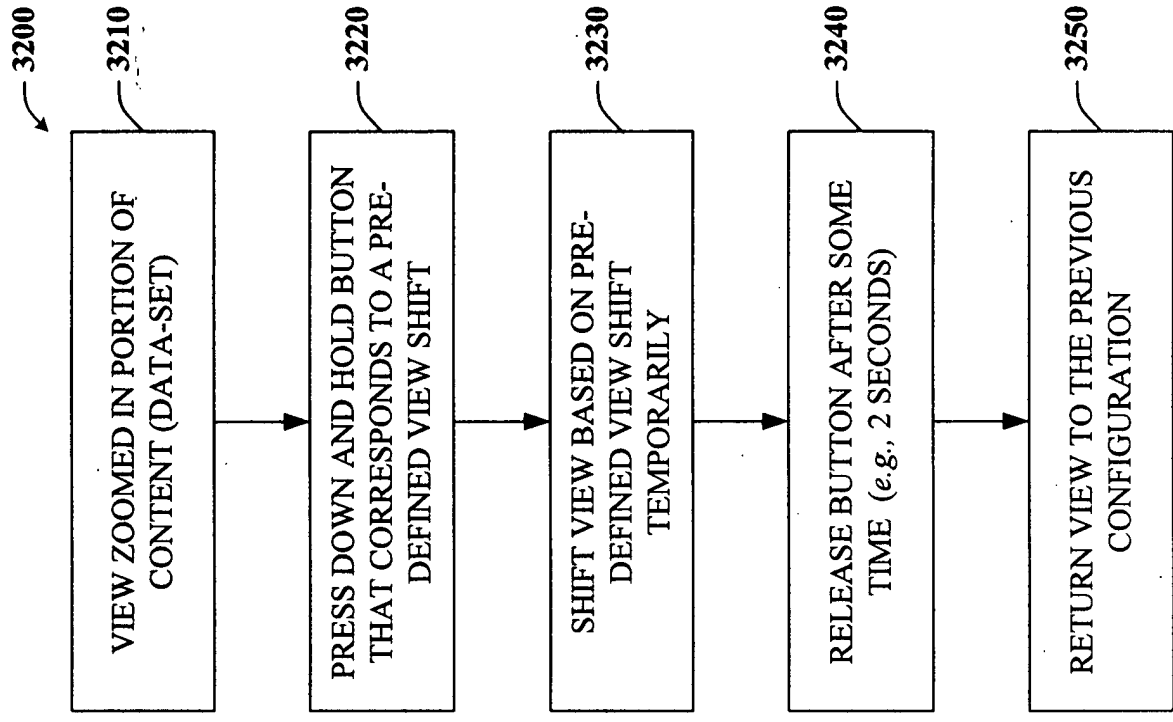 3200
VIEW ZOOMED IN PORTION OF
CONTENT (DATA-SET)
3210
PRESS DOWN AND HOLD BUTTON
THAT CORRESPONDS TO A PRE-
DEFINED VIEW SHIFT
3220
SHIFT VIEW BASED ON PRE-
DEFINED VIEW SHIFT
TEMPORARILY
3230
RELEASE BUTTON AFTER SOME
TIME (e.g., 2 SECONDS)
3240
RETURN VIEW TO THE PREVIOUS
CONFIGURATION
3250